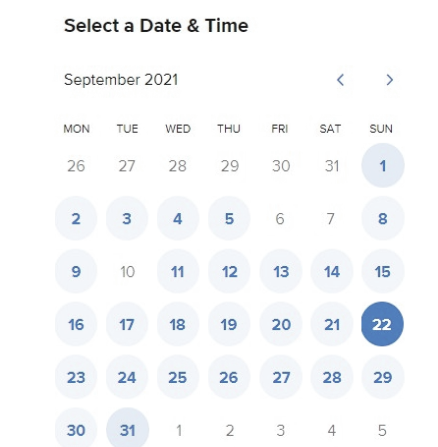 Select a Date & Time
September 2021
MON TUE WED THU FRI SAT SUN
26 27 28 29 30 31 1
2 3 4 5 6 7 8
9 10 11 12 13 14 15
16 17 18 19 20 21 22
23 24 25 26 27 28 29
30 31 1 2 3 4 5